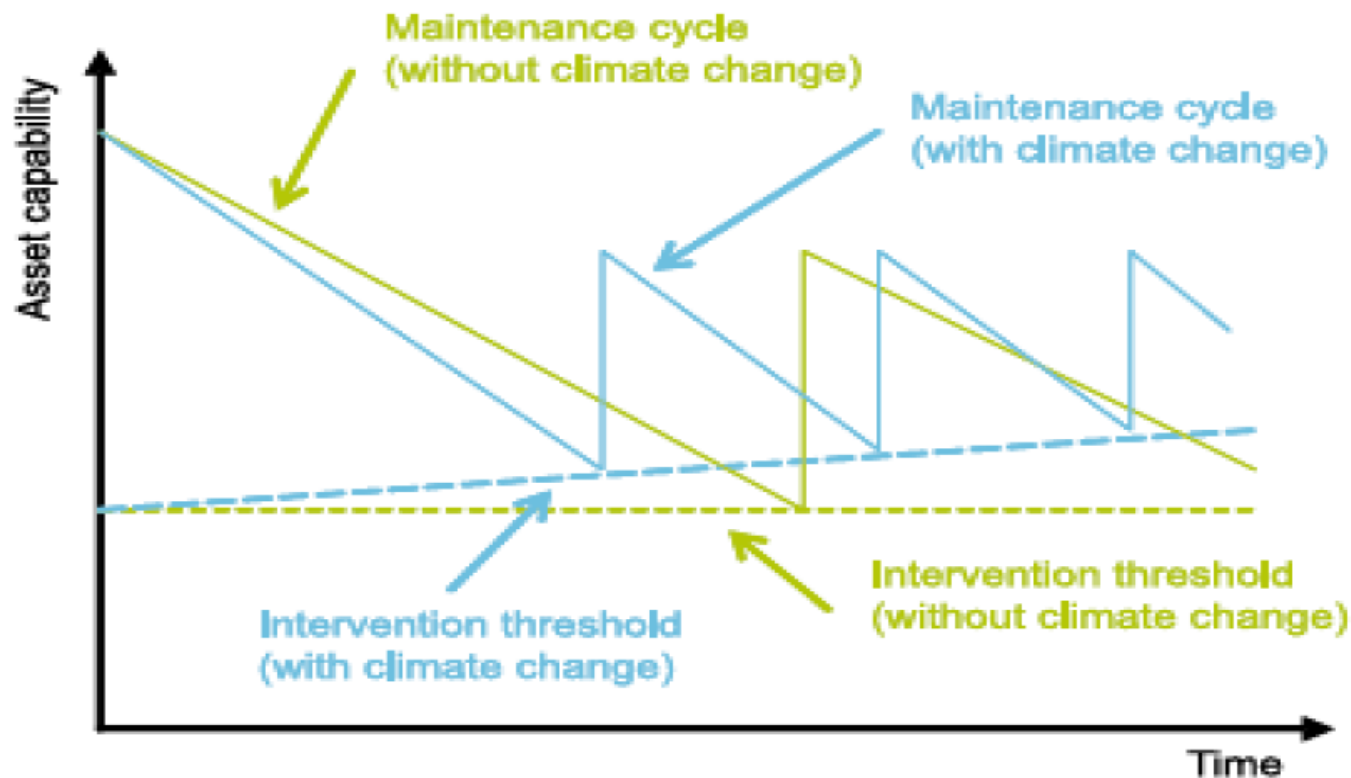 Maintenance cycle
(without climate change)
Maintenance cycle
(with climate change)
Asset capability
Intervention threshold
(without climate change)
Intervention threshold
(with climate change)
Time